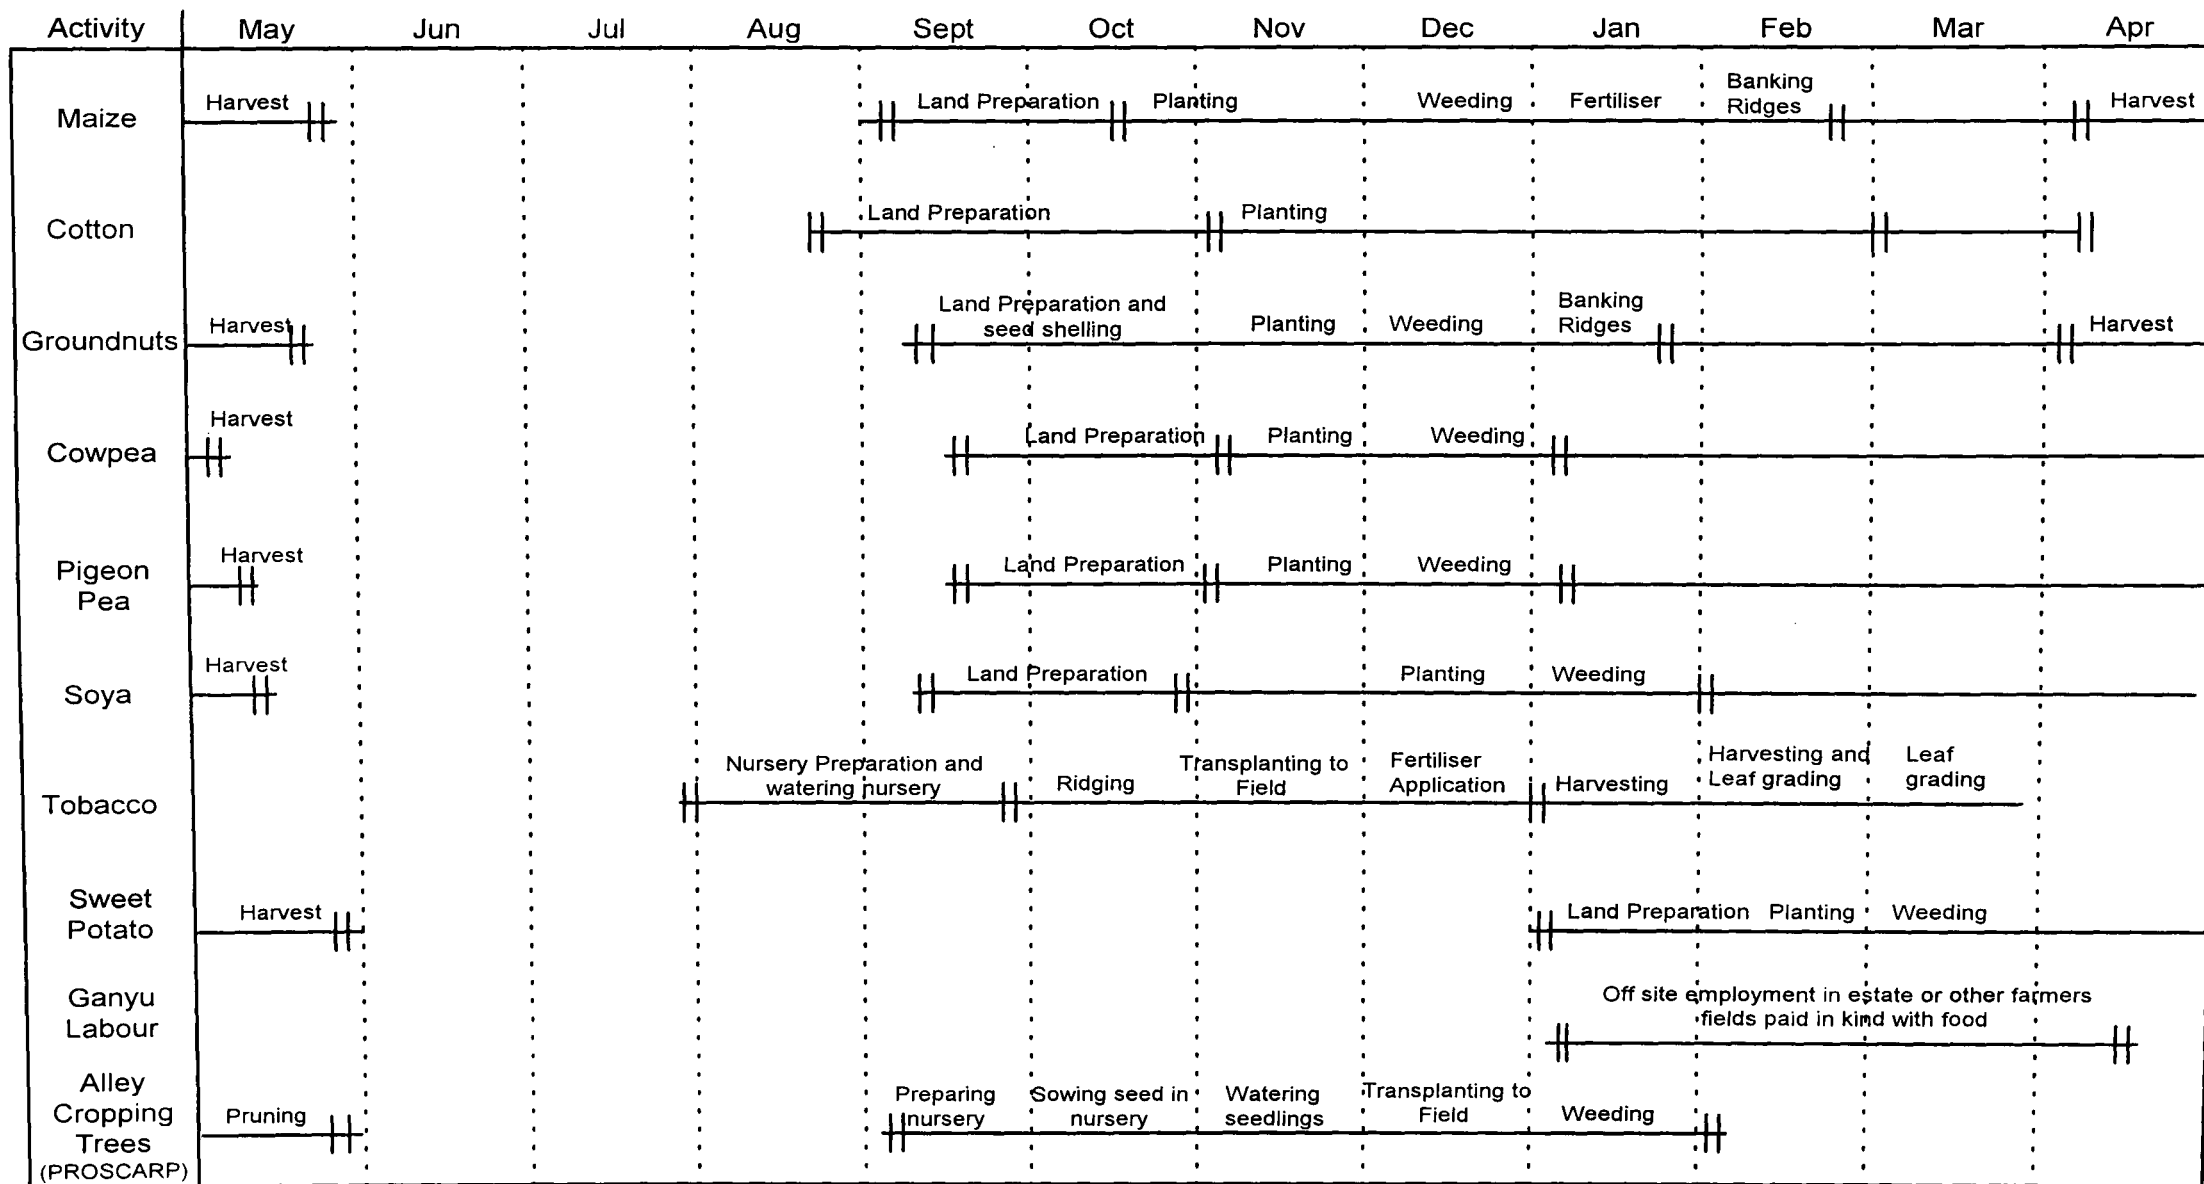 Activity May Jun Jul Aug Sept Oct Nov Dec Jan Feb Mar Apr
Maize
Harvest
Land Preparation
Planting
Weeding
Fertiliser
Banking
Ridges
Harvest
Cotton
Land Preparation
Planting
Groundnuts
Harvest
Land Preparation and
seed shelling
Planting
Weeding
Banking
Ridges
Harvest
Cowpea
Harvest
Land Preparation
Planting
Weeding
Pigeon
Pea
Harvest
Land Preparation
Planting
Weeding
Soya
Harvest
Land Preparation
Planting
Weeding
Tobacco
Nursery Preparation and
watering nursery
Ridging
Transplanting to
Field
Fertiliser
Application
Harvesting
Harvesting and
Leaf grading
Leaf
grading
Sweet
Potato
Harvest
Land Preparation
Planting
Weeding
Ganyu
Labour
Off site employment in estate or other farmers
fields paid in kind with food
Alley
Cropping
Trees
(PROSCARP)
Pruning
Preparing
nursery
Sowing seed in
nursery
Watering
seedlings
Transplanting to
Field
Weeding